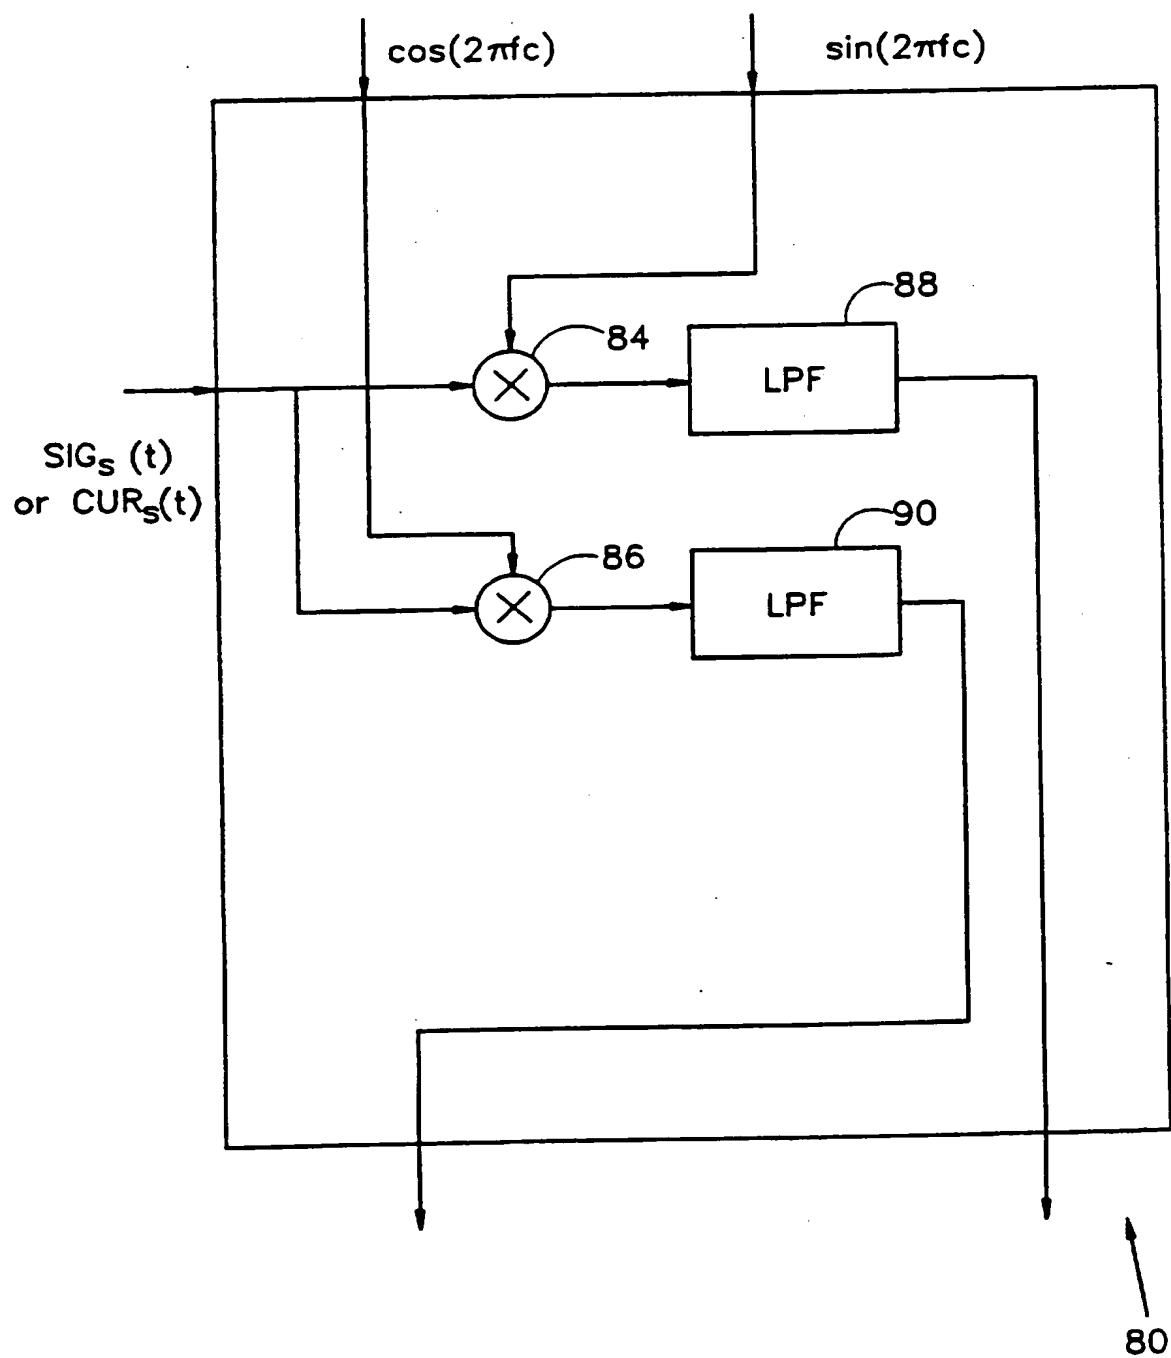 cos(2πfc)
sin(2πfc)
88
84
LPF
SIGs (t)
or CURs(t)
90
86
LPF
80